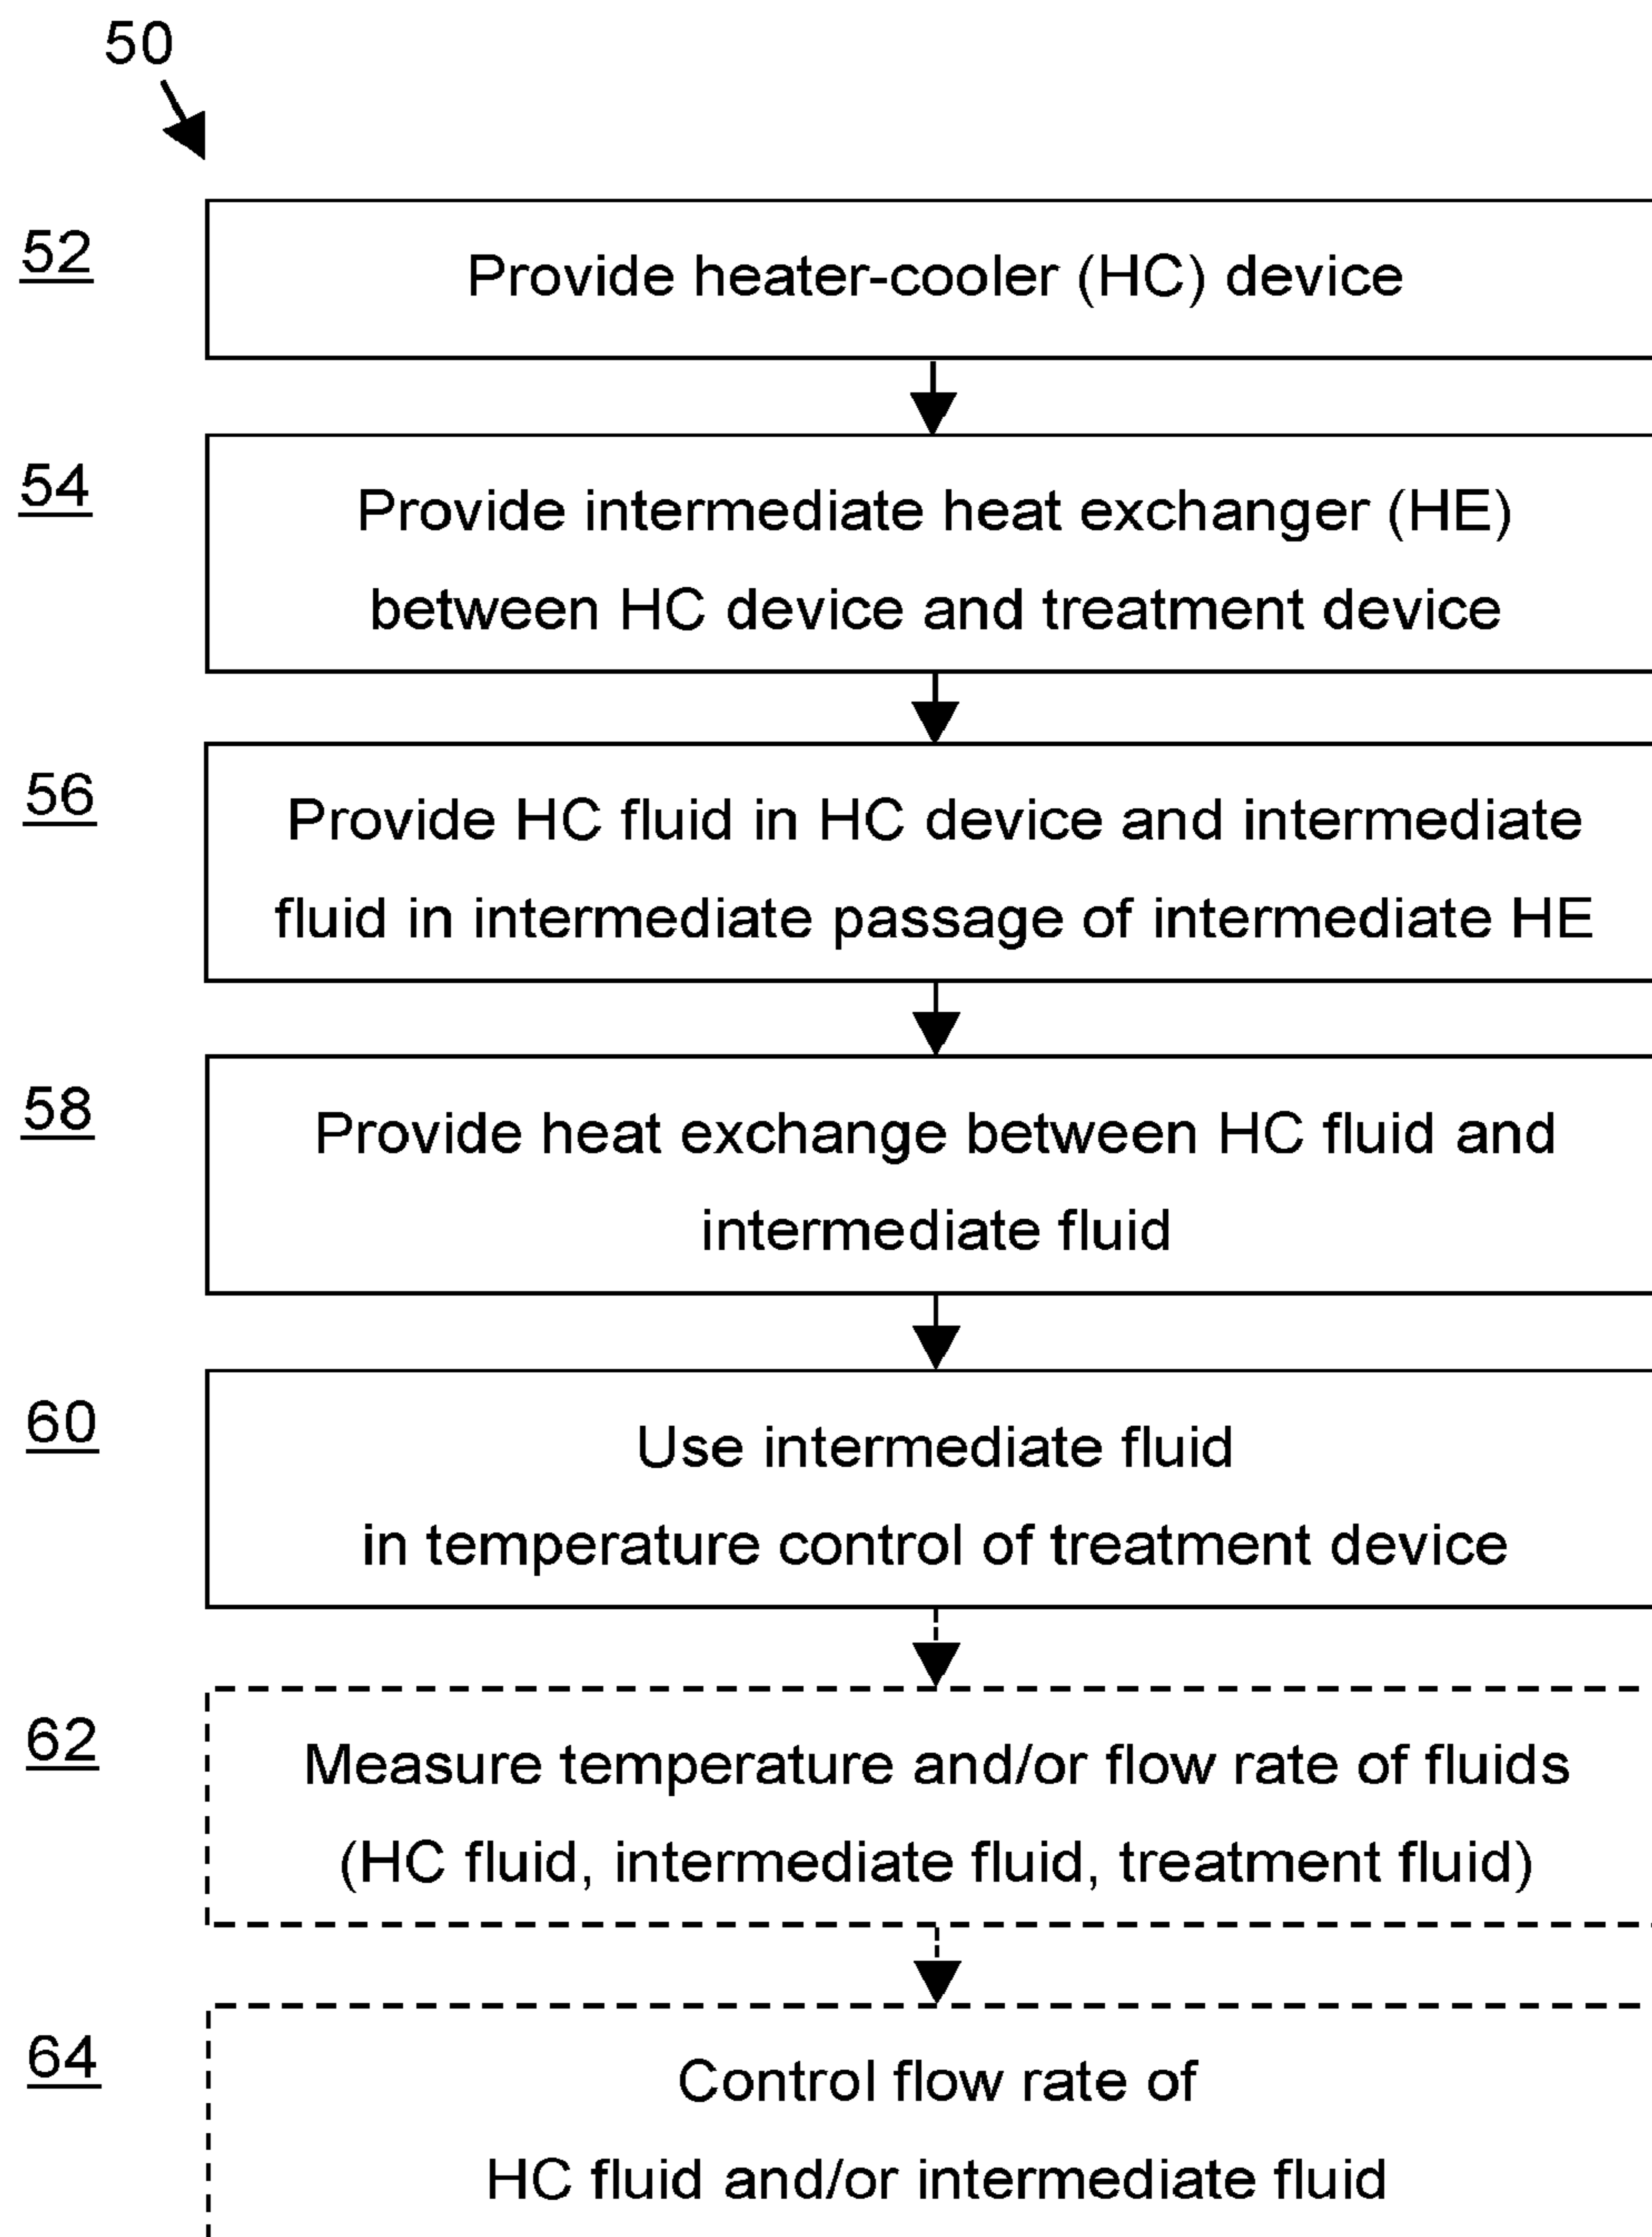 50
52
Provide heater-cooler (HC) device
54
Provide intermediate heat exchanger (HE)
between HC device and treatment device
56
Provide HC fluid in HC device and intermediate
fluid in intermediate passage of intermediate HE
58
Provide heat exchange between HC fluid and
intermediate fluid
60
Use intermediate fluid
in temperature control of treatment device
62
Measure temperature and/or flow rate of fluids
(HC fluid, intermediate fluid, treatment fluid)
64
Control flow rate of
HC fluid and/or intermediate fluid